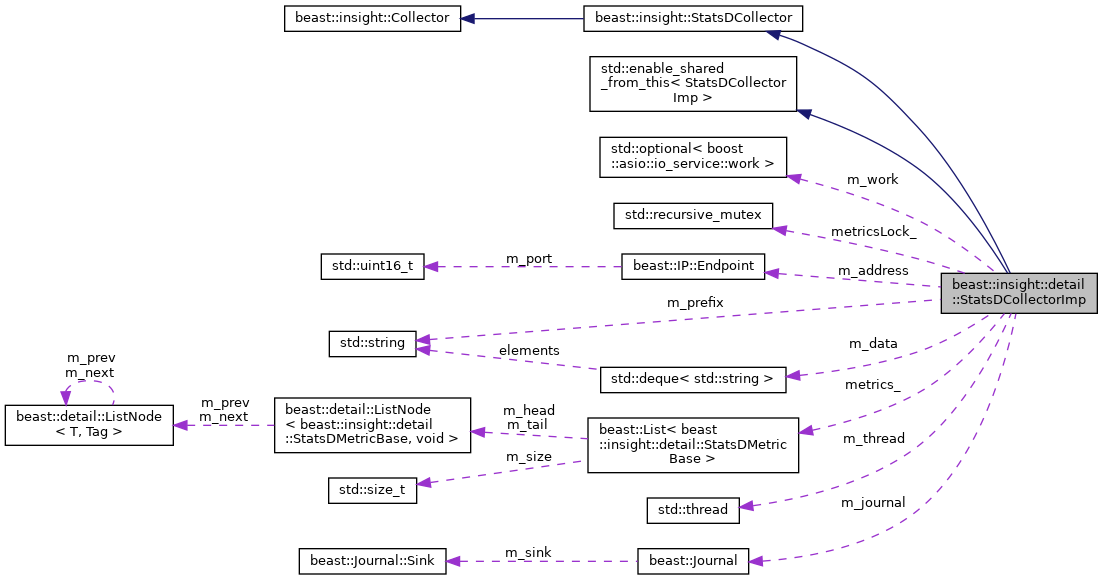 beast::insight::Collector
beast::insight::StatsDCollector
std::enable_shared
_from_this< StatsDCollector
Imp >
std::optional< boost
::asio::io_service::work >
m_work
std::recursive_mutex
metricsLock_
std::uint16_t
m_port
beast::IP::Endpoint
m_address
beast::insight::detail
::StatsDCollectorImp
m_prefix
std::string
elements
m_data
std::deque< std::string >
m_prev
m_next
metrics_
beast::detail::ListNode
< T, Tag >
m_prev
m_next
beast::detail::ListNode
< beast::insight::detail
::StatsDMetricBase, void >
m_head
m_tail
beast::List< beast
::insight::detail::StatsDMetric
Base >
m_thread
m_size
std::size_t
std::thread
m_journal
beast::Journal::Sink
m_sink
beast::Journal